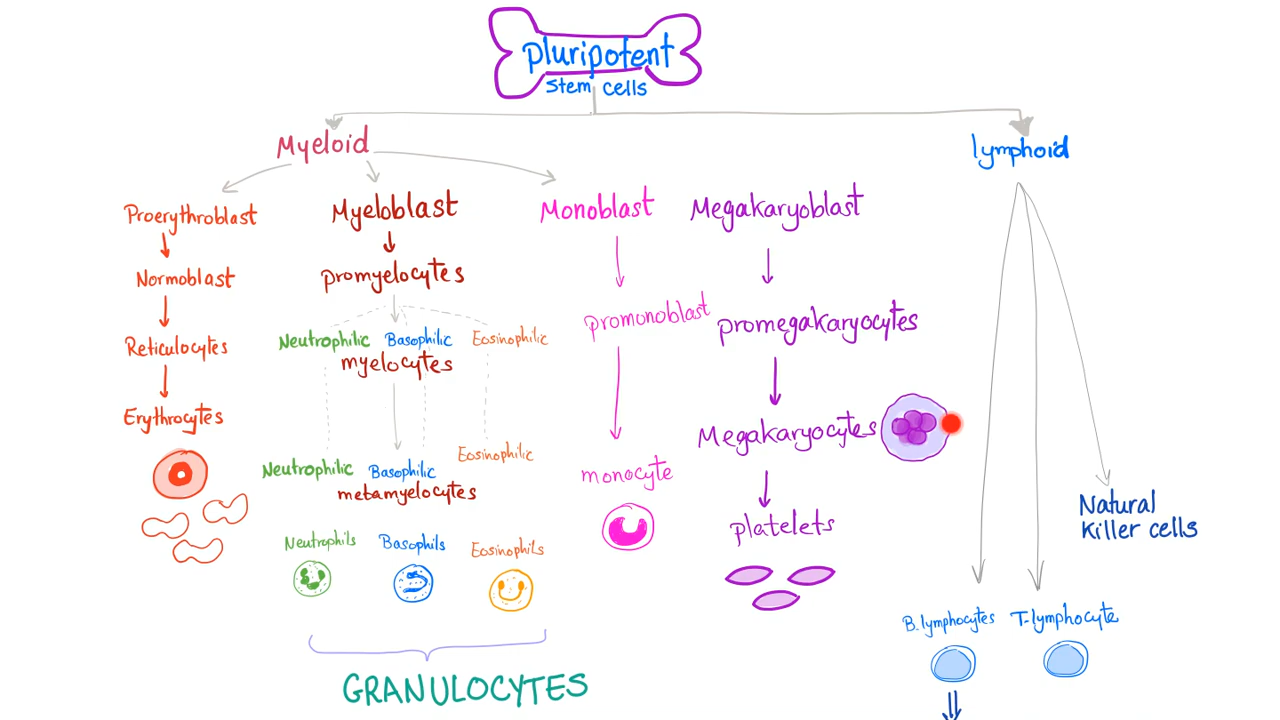 pluripotent
Stem cells
Myeloid
lymphoid
Proerythroblast
Normoblast
Reticulocytes
Erythrocytes
Myeloblast
promyelocytes
Neutrophilic Basophilic Eosinophilic
myelocytes
Neutrophilic Basophilic Eosinophilic
metamyelocytes
Neutrophils Basophils Eosinophils
GRANULOCYTES
Monoblast
promonoblast
monocyte
Megakaryoblast
promegakaryocytes
Megakaryocytes
platelets
Natural
Killer cells
B.lymphocytes
T-lymphocyte